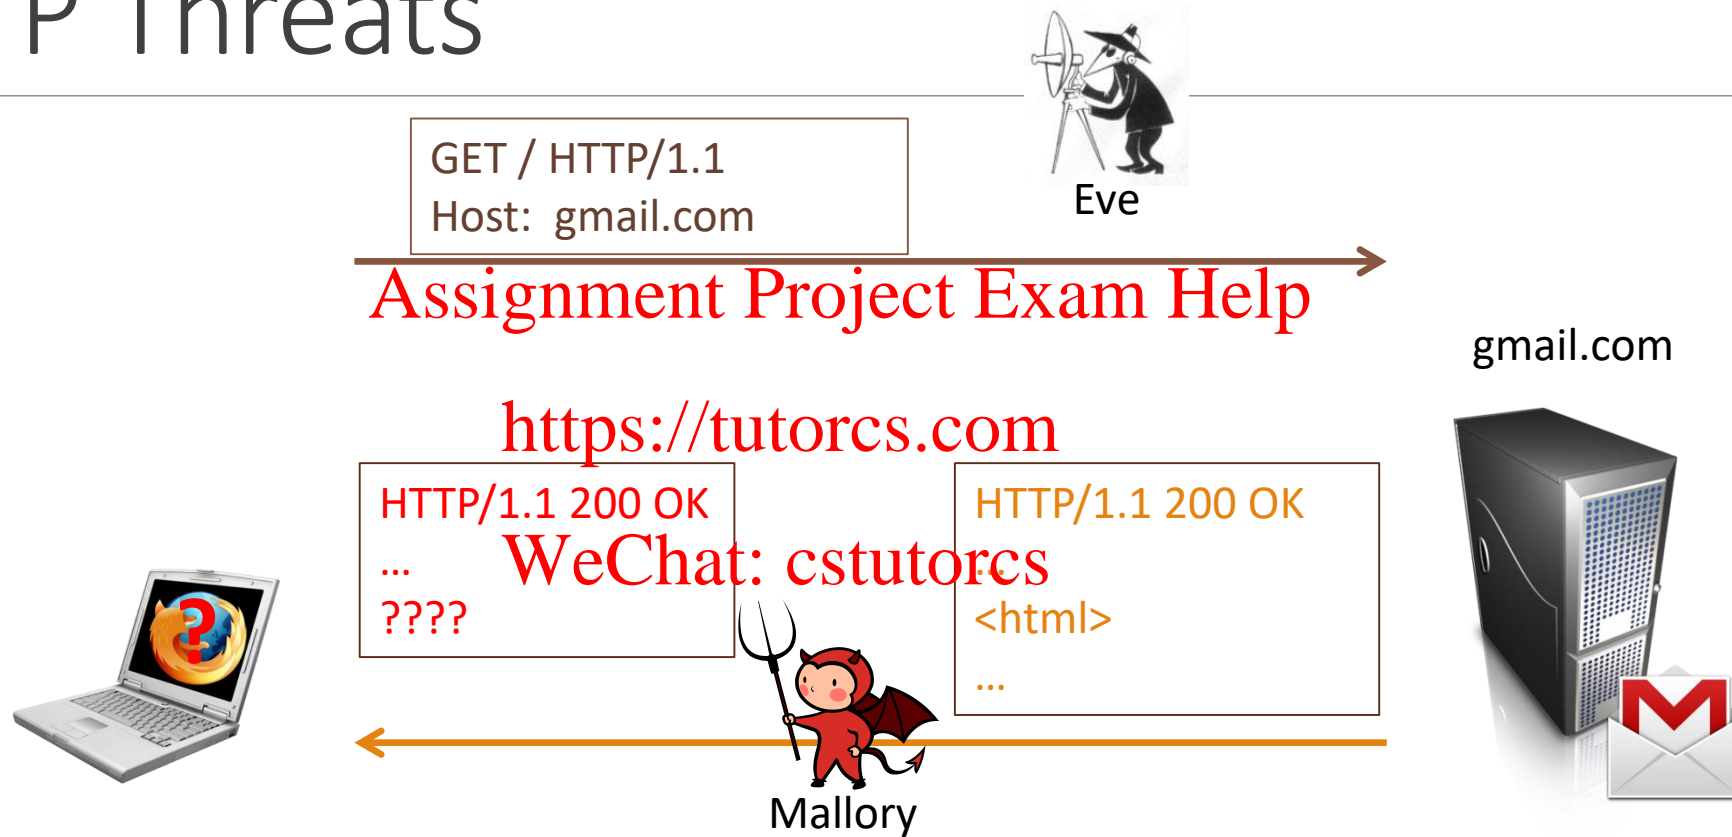 P Threats
GET / HTTP/1.1
Host: gmail.com
Eve
Assignment Project Exam Help
gmail.com
https://tutorcs.com
HTTP/1.1 200 OK
...
????
HTTP/1.1 200 OK
...
<html>
...
WeChat: cstutorcs
?
Mallory